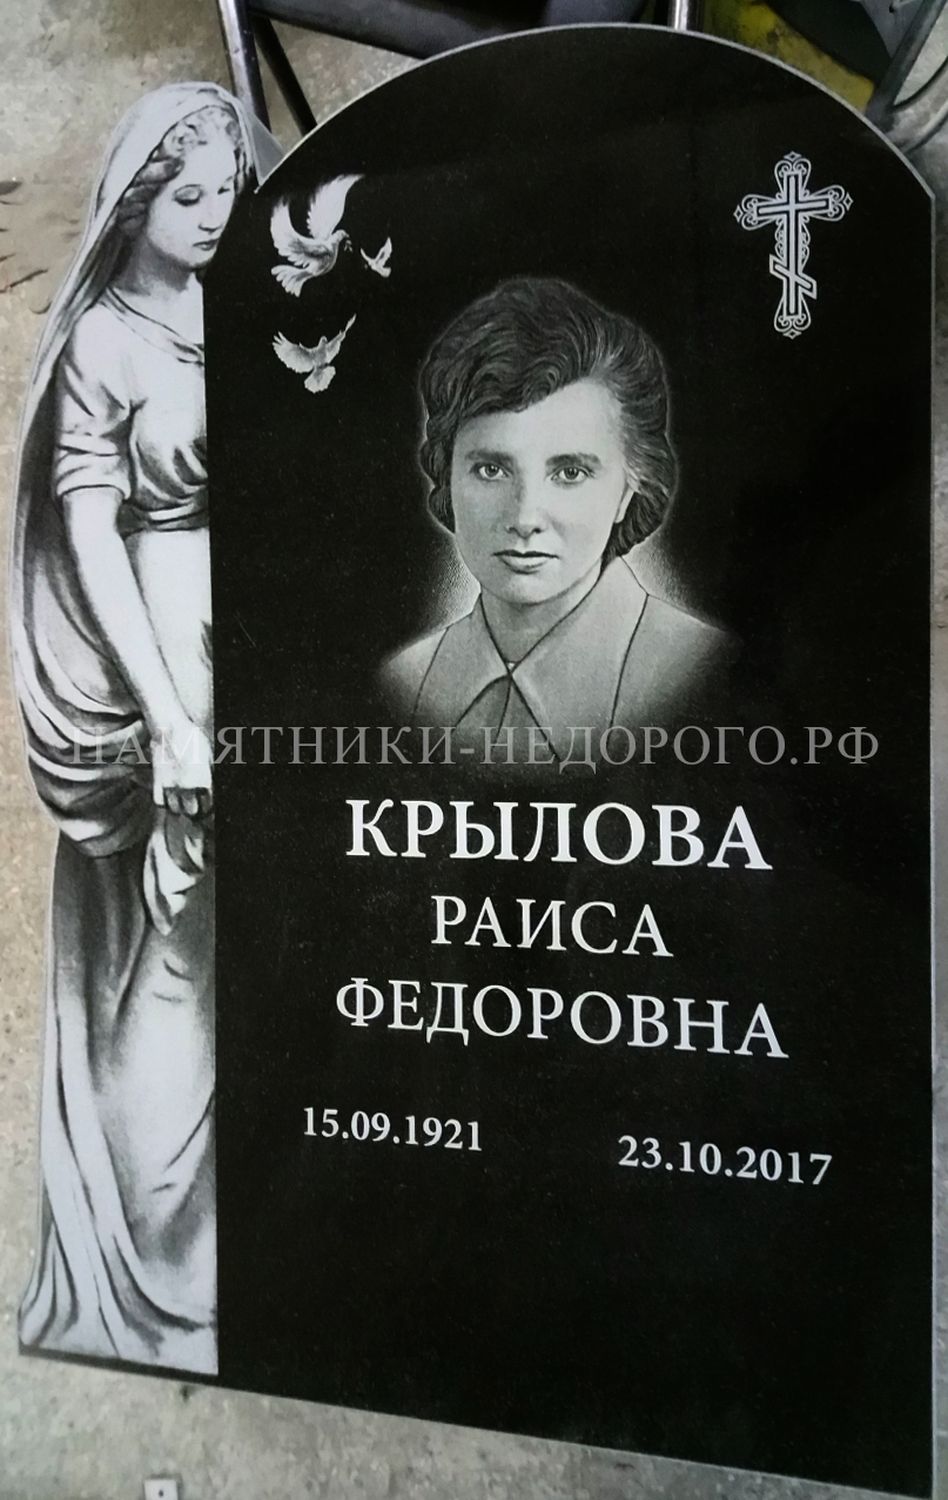 ПАМЯТНИКИ-НЕДОРОГО.РФ
КРЫЛОВА
РАИСА
ФЕДОРОВНА
15.09.1921 23.10.2017